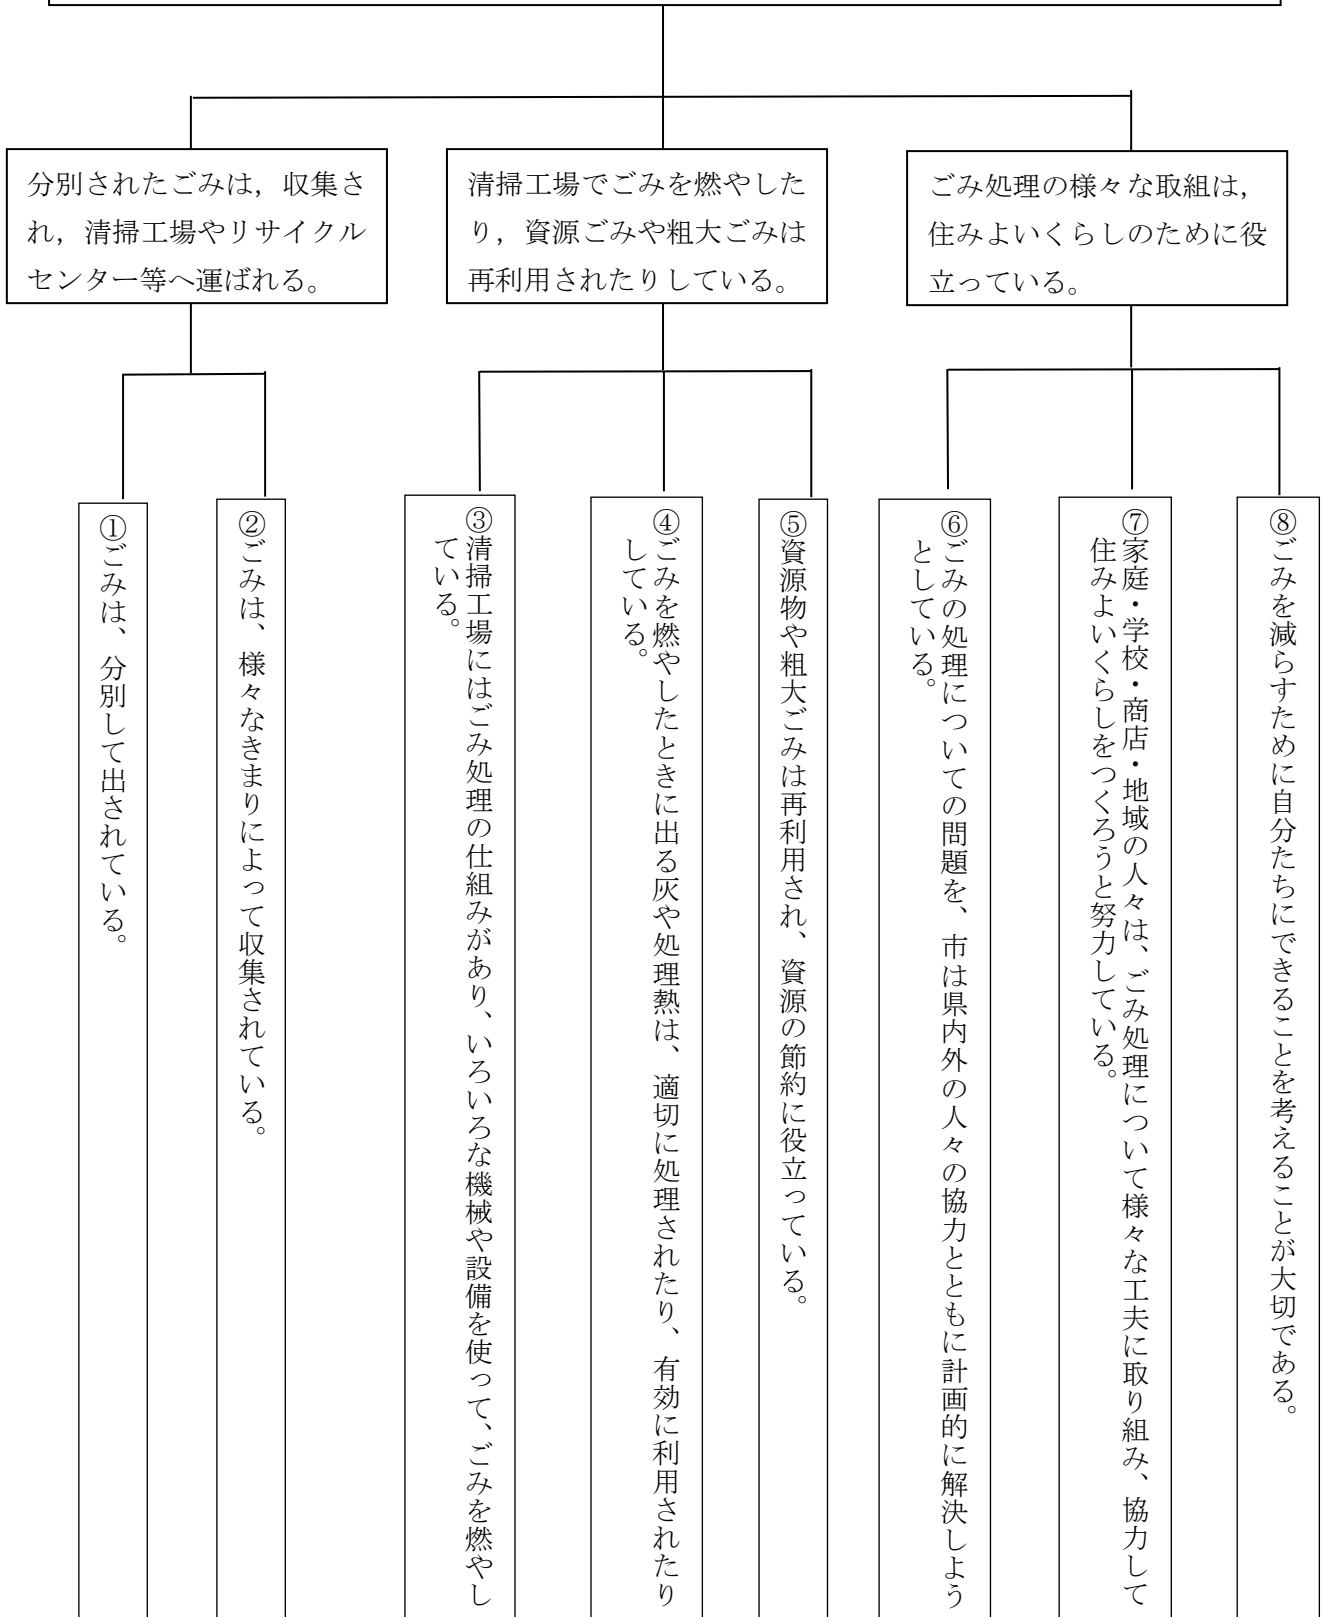 分別されたごみは，収集さ
れ，清掃工場やリサイクル
センター等へ運ばれる。
清掃工場でごみを燃やした
り，資源ごみや粗大ごみは
再利用されたりしている。
ごみ処理の様々な取組は，
住みよいくらしのために役
立っている。
①ごみは、分別して出されている。
②ごみは、様々なきまりによって収集されている。
③清掃工場にはごみ処理の仕組みがあり、いろいろな機械や設備を使って、ごみを燃やし
ている。
④ごみを燃やしたときに出る灰や処理熱は、適切に処理されたり、有効に利用されたり
している。
⑤資源物や粗大ごみは再利用され、資源の節約に役立っている。
⑥ごみの処理についての問題を、市は県内外の人々の協力とともに計画的に解決しよう
としている。
⑦家庭・学校・商店・地域の人々は、ごみ処理について様々な工夫に取り組み、協力して
住みよいくらしをつくろうと努力している。
⑧ごみを減らすために自分たちにできることを考えることが大切である。